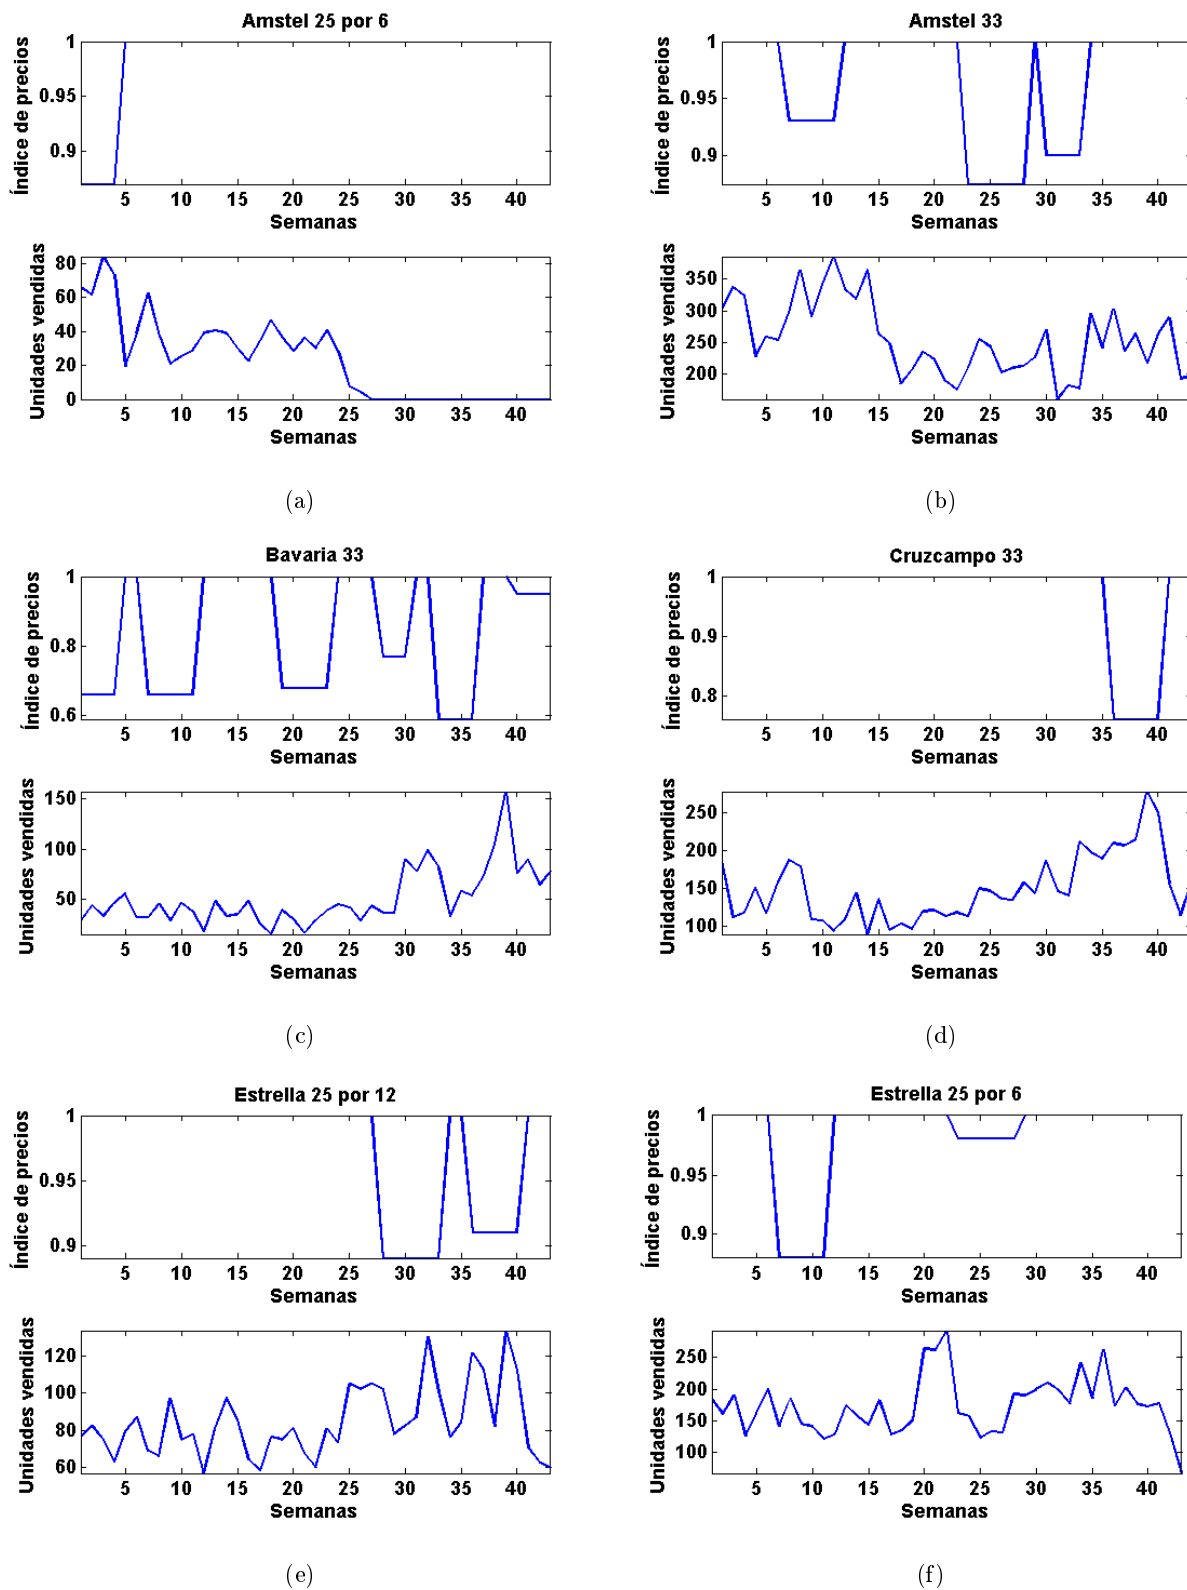 Amstel 25 por 6
Índice de precios
1
0.95
0.9
5 10 15 20 25 30 35 40
Semanas
Unidades vendidas
80
60
40
20
0
5 10 15 20 25 30 35 40
Semanas
(a)
Amstel 33
Índice de precios
1
0.95
0.9
5 10 15 20 25 30 35 40
Semanas
Unidades vendidas
350
300
250
200
5 10 15 20 25 30 35 40
Semanas
(b)
Bavaria 33
Índice de precios
1
0.8
0.6
5 10 15 20 25 30 35 40
Semanas
Unidades vendidas
150
100
50
5 10 15 20 25 30 35 40
Semanas
(c)
Cruzcampo 33
Índice de precios
1
0.9
0.8
5 10 15 20 25 30 35 40
Semanas
Unidades vendidas
250
200
150
100
5 10 15 20 25 30 35 40
Semanas
(d)
Estrella 25 por 12
Índice de precios
1
0.95
0.9
5 10 15 20 25 30 35 40
Semanas
Unidades vendidas
120
100
80
60
5 10 15 20 25 30 35 40
Semanas
(e)
Estrella 25 por 6
Índice de precios
1
0.95
0.9
5 10 15 20 25 30 35 40
Semanas
Unidades vendidas
250
200
150
100
5 10 15 20 25 30 35 40
Semanas
(f)